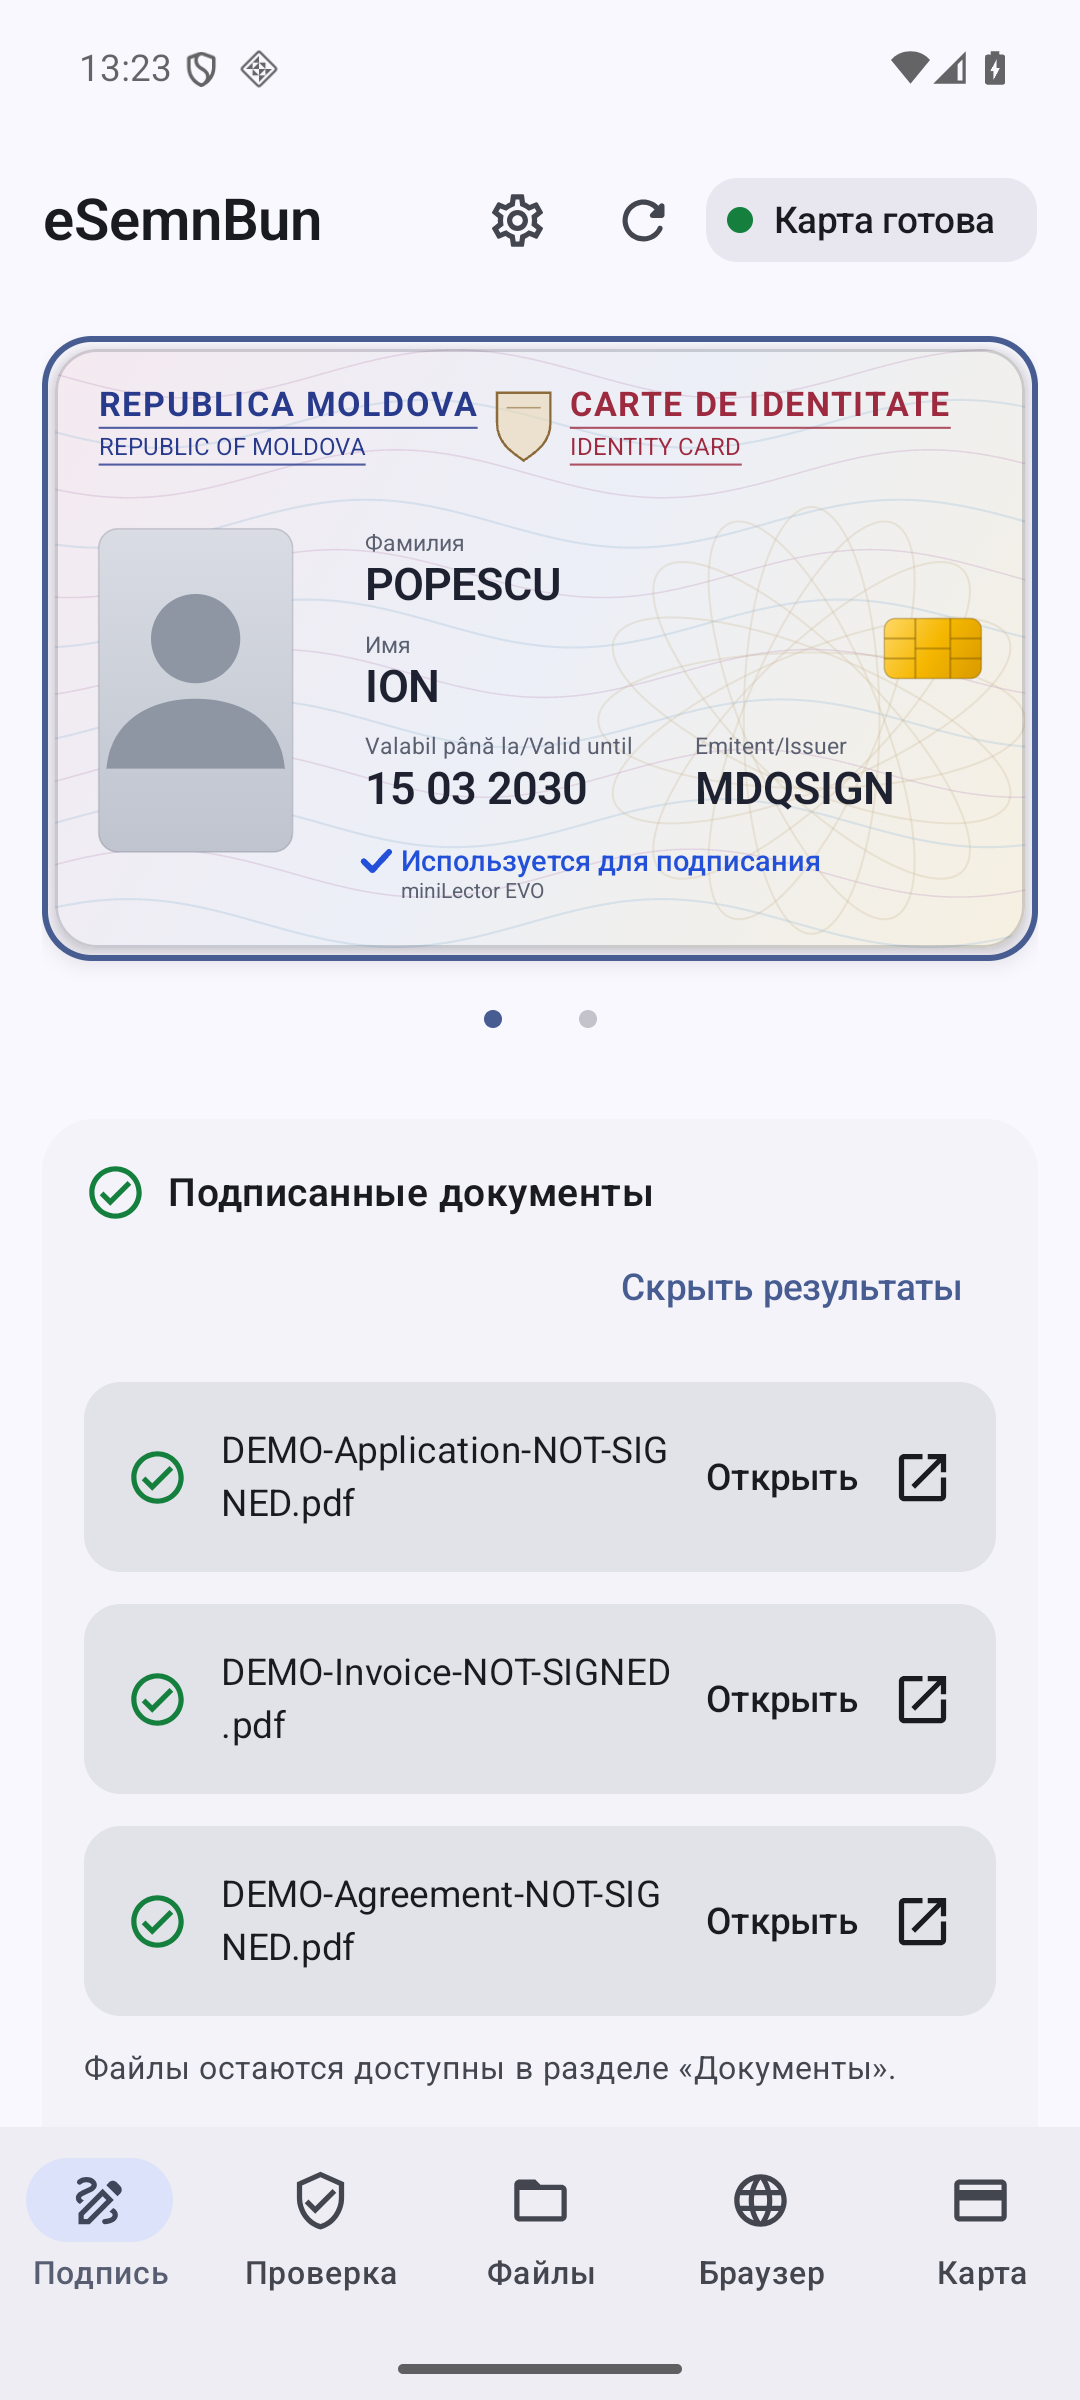 13:23
eSemnBun
Карта готова
REPUBLICA MOLDOVA
REPUBLIC OF MOLDOVA
CARTE DE IDENTITATE
IDENTITY CARD
Фамилия
POPESCU
Имя
ION
Valabil până la/Valid until
15 03 2030
Emitent/Issuer
MDQSIGN
Используется для подписания
miniLector EVO
Подписанные документы
Скрыть результаты
DEMO-Application-NOT-SIG
NED.pdf
Открыть
DEMO-Invoice-NOT-SIGNED
.pdf
Открыть
DEMO-Agreement-NOT-SIG
NED.pdf
Открыть
Файлы остаются доступны в разделе «Документы».
Подпись
Проверка
Файлы
Браузер
Карта